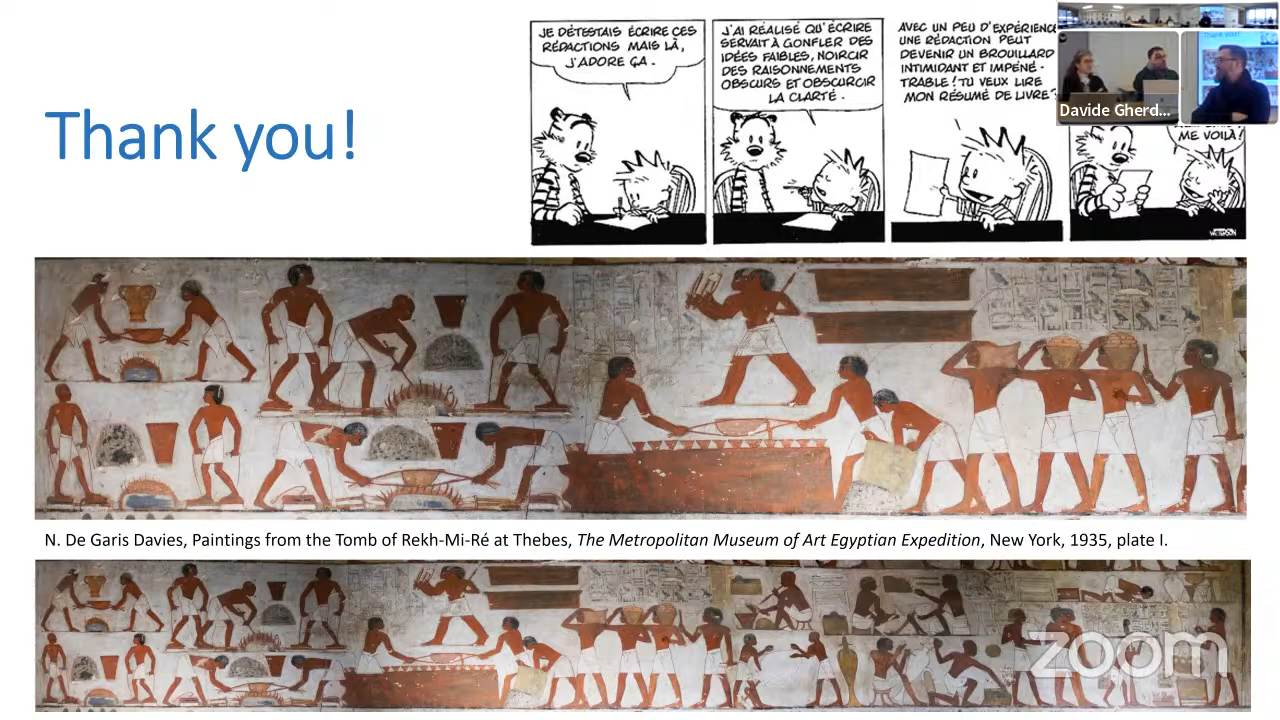 Thank you!
JE DÉTESTAIS ÉCRIRE CES
RÉDACTIONS MAIS LÀ,
J'ADORE ÇA.
J'AI RÉALISÉ QU'ÉCRIRE
SERVAIT À GONFLER DES
IDÉES FAIBLES, NOIRCIR
DES RAISONNEMENTS
OBSCURS ET OBSCURCIR
LA CLARTÉ.
AVEC UN PEU D'EXPÉRIENCE
UNE RÉDACTION PEUT
DEVENIR UN BROUILLARD
INTIMIDANT ET IMPÉNÉ-
TRABLE! TU VEUX LIRE
MON RÉSUMÉ DE LIVRE?
ME VOILÀ!
WATTERSON
Thank you!
Davide Gherd...
N. De Garis Davies, Paintings from the Tomb of Rekh-Mi-Ré at Thebes, The Metropolitan Museum of Art Egyptian Expedition, New York, 1935, plate I.
zoom